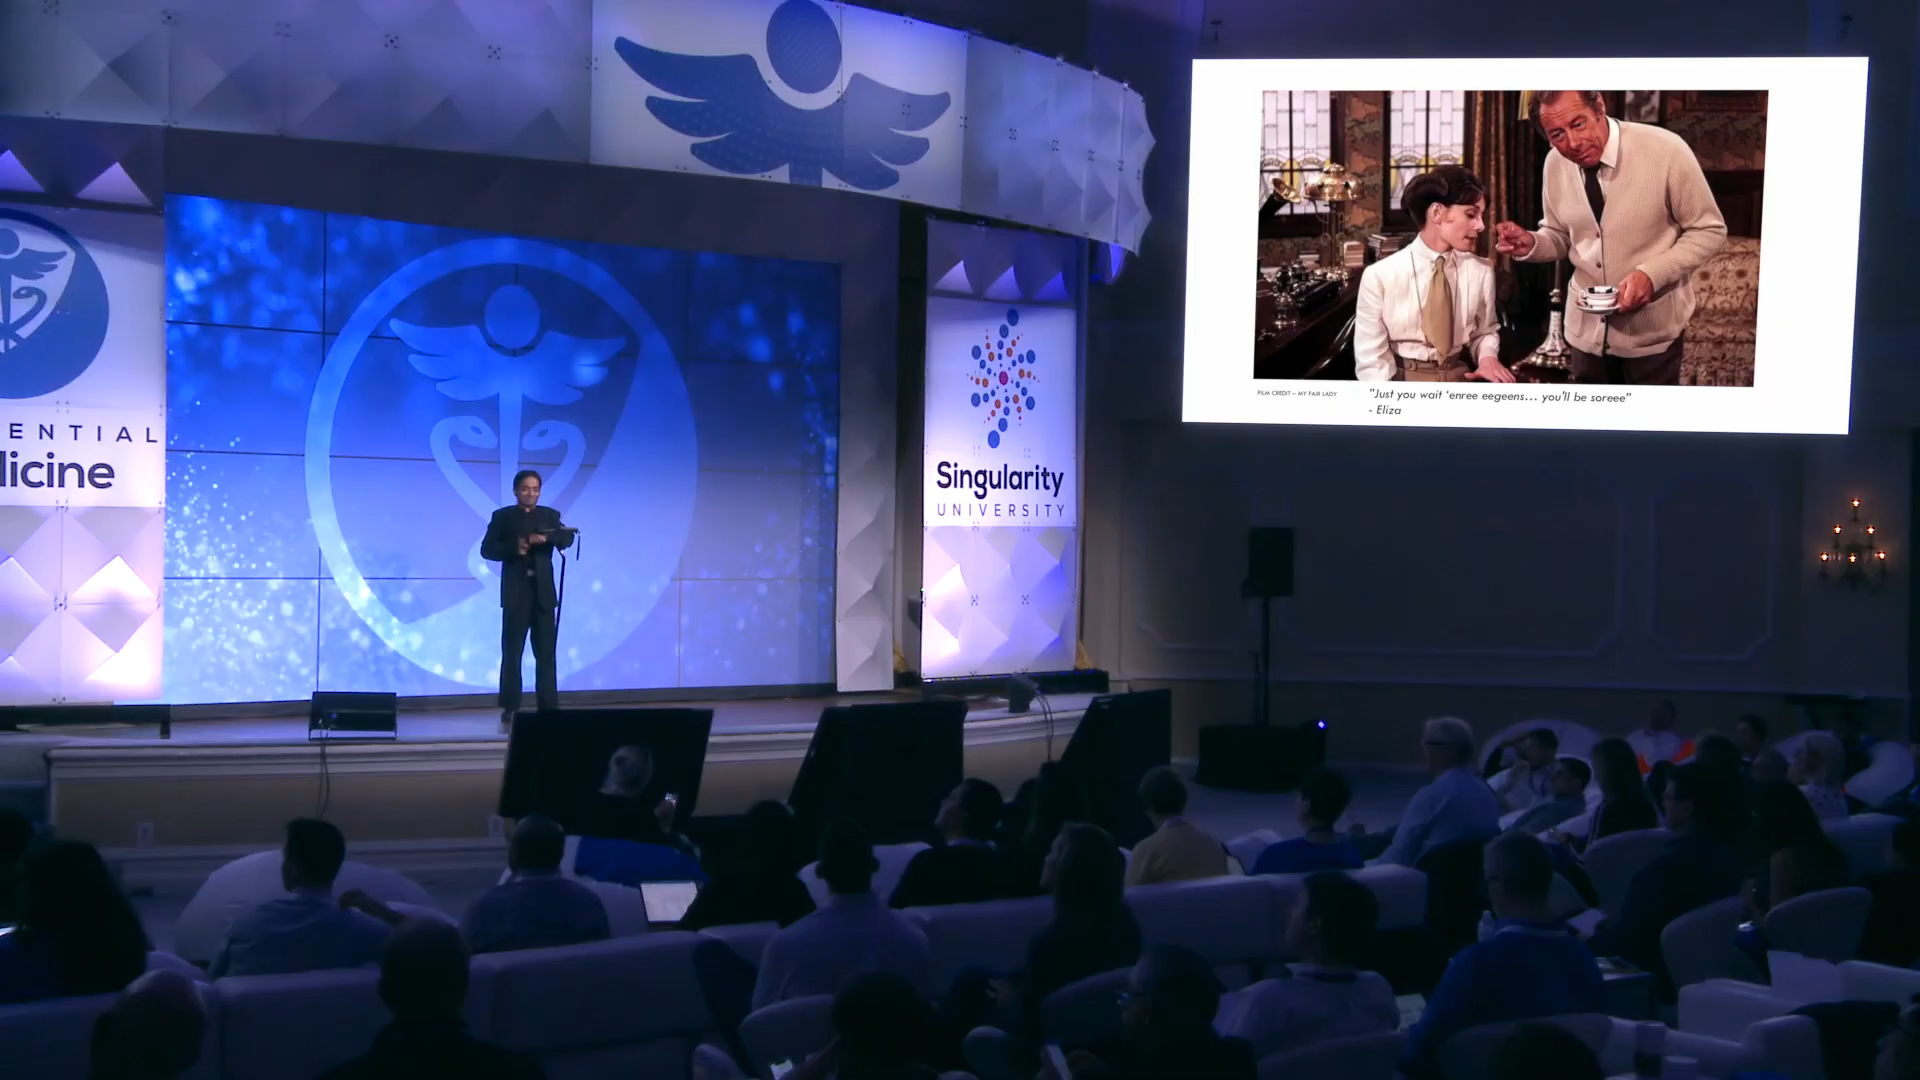 ENTIAL
licine
Singularity
UNIVERSITY
FILM CREDIT – MY FAIR LADY
"Just you wait 'enree eegeens... you'll be soreee"
- Eliza